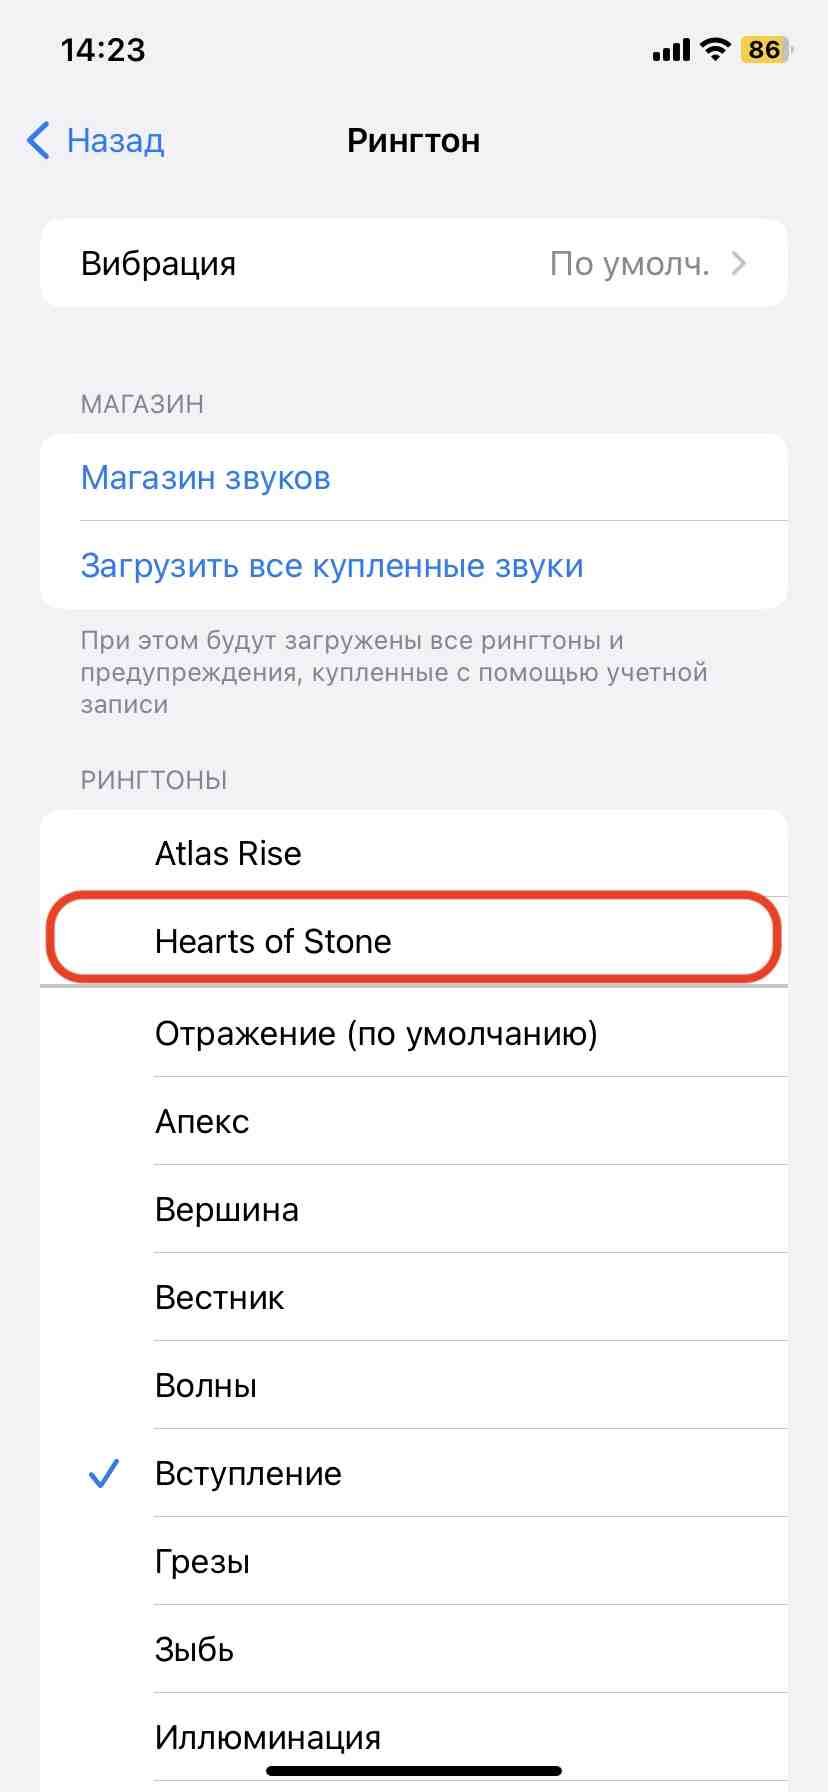 14:23
86
Назад
Рингтон
Вибрация
По умолч.
МАГАЗИН
Магазин звуков
Загрузить все купленные звуки
При этом будут загружены все рингтоны и
предупреждения, купленные с помощью учетной
записи
РИНГТОНЫ
Atlas Rise
Hearts of Stone
Отражение (по умолчанию)
Апекс
Вершина
Вестник
Волны
Вступление
Грезы
Зыбь
Иллюминация